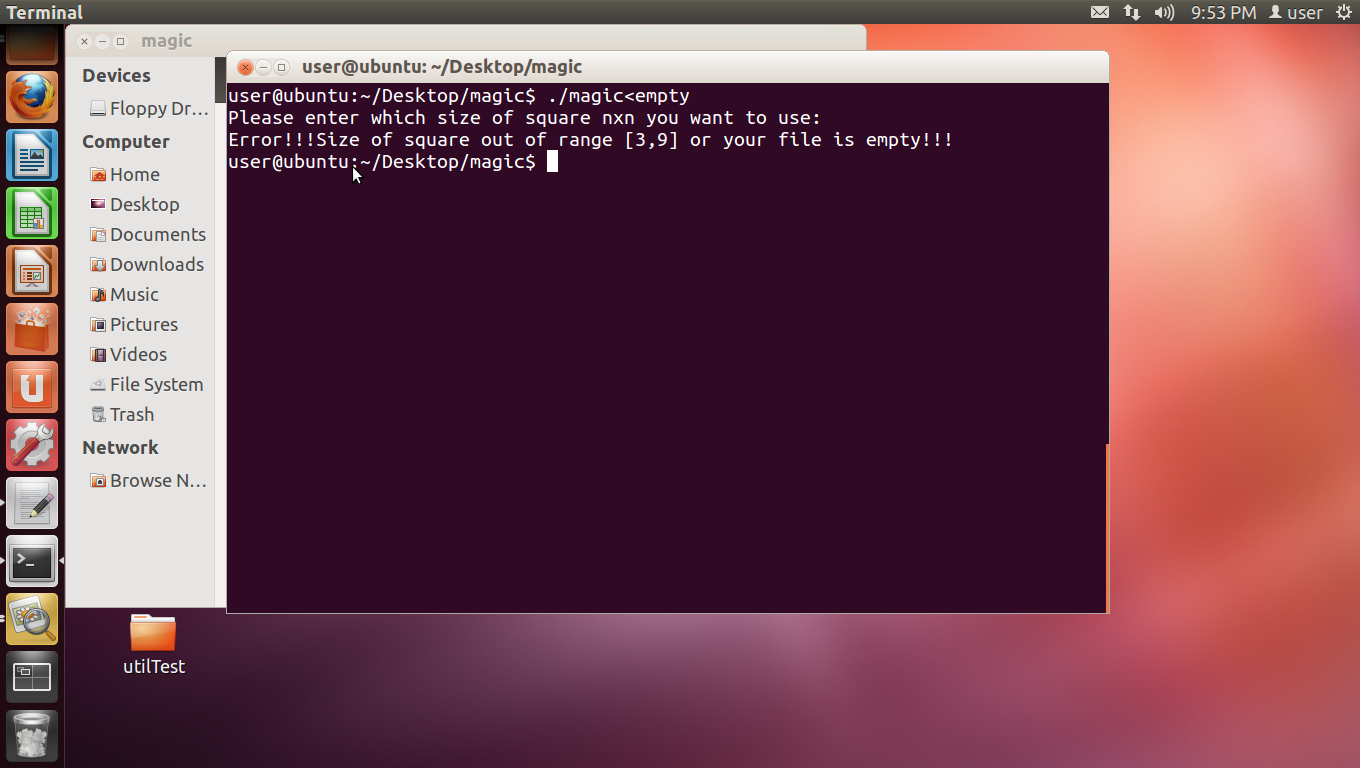 Terminal
9:53 PM user
magic
Devices
Floppy Dr...
Computer
Home
Desktop
Documents
Downloads
Music
Pictures
Videos
File System
Trash
Network
Browse N...
user@ubuntu: ~/Desktop/magic
user@ubuntu:~/Desktop/magic$ ./magic<empty
Please enter which size of square nxn you want to use:
Error!!!Size of square out of range [3,9] or your file is empty!!!
user@ubuntu:~/Desktop/magic$
utilTest